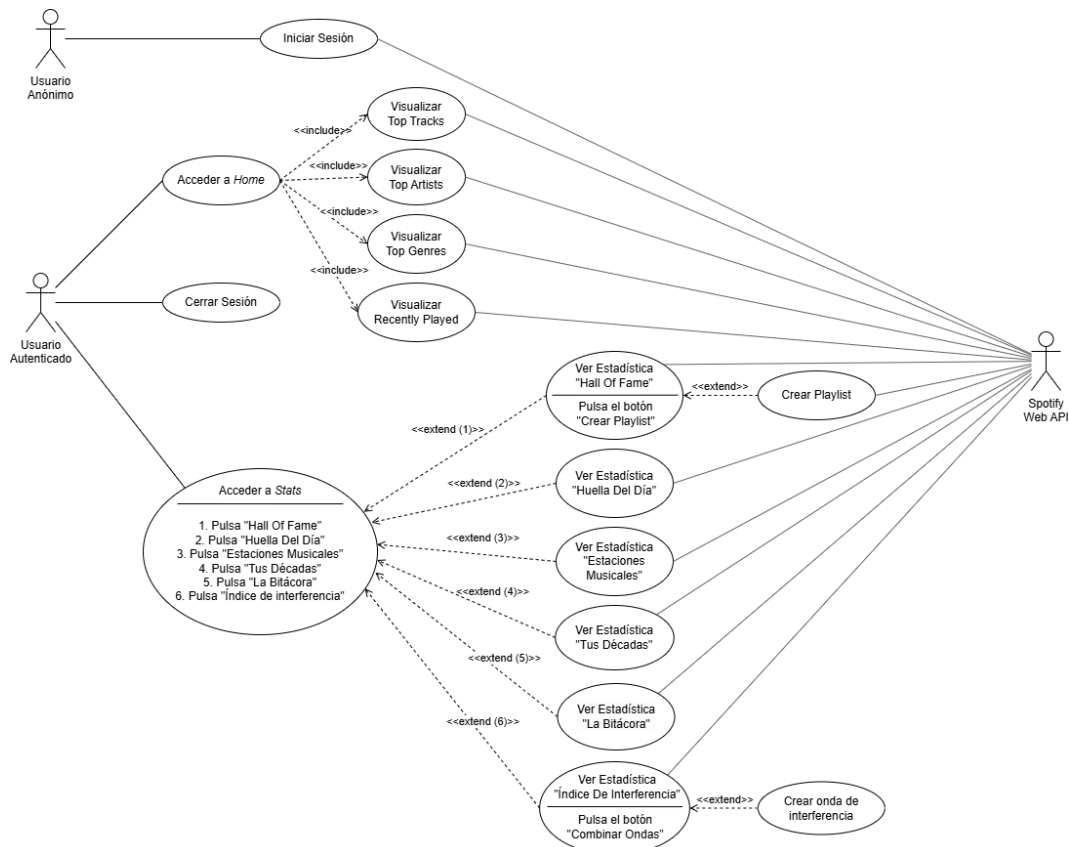 Usuario
Anónimo
Iniciar Sesión
Visualizar
Top Tracks
<<include>>
Acceder a Home
<<include>>
Visualizar
Top Artists
<<include>>
Visualizar
Top Genres
<<include>>
Visualizar
Recently Played
Cerrar Sesión
Usuario
Autenticado
Spotify
Web API
Ver Estadística
"Hall Of Fame"
Pulsa el botón
"Crear Playlist"
<<extend>>
Crear Playlist
<<extend (1)>>
Acceder a Stats
1. Pulsa "Hall Of Fame"
2. Pulsa "Huella Del Día"
3. Pulsa "Estaciones Musicales"
4. Pulsa "Tus Décadas"
5. Pulsa "La Bitácora"
6. Pulsa "Índice de interferencia"
<<extend (2)>>
Ver Estadística
"Huella Del Día"
<<extend (3)>>
Ver Estadística
"Estaciones
Musicales"
<<extend (4)>>
Ver Estadística
"Tus Décadas"
<<extend (5)>>
Ver Estadística
"La Bitácora"
<<extend (6)>>
Ver Estadística
"Índice De Interferencia"
Pulsa el botón
"Combinar Ondas"
<<extend>>
Crear onda de
interferencia